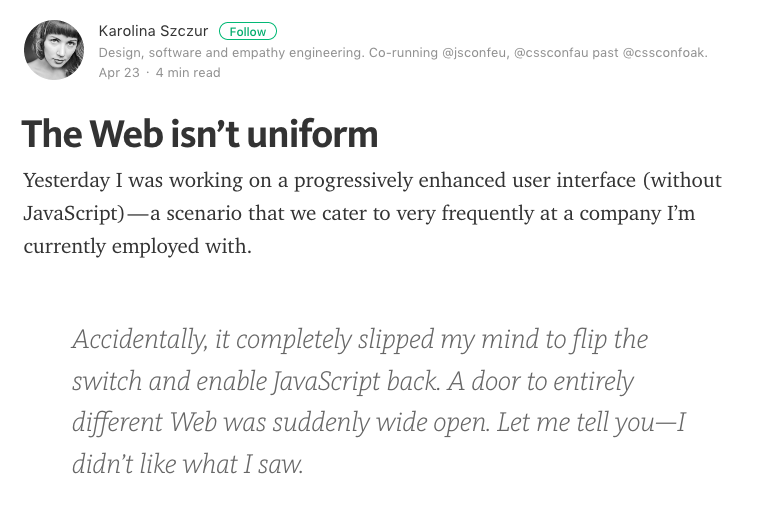 Karolina Szczur Follow
Design, software and empathy engineering. Co-running @jsconfeu, @cssconfau past @cssconfoak.
Apr 23 · 4 min read
The Web isn’t uniform
Yesterday I was working on a progressively enhanced user interface (without
JavaScript) — a scenario that we cater to very frequently at a company I’m
currently employed with.
Accidentally, it completely slipped my mind to flip the
switch and enable JavaScript back. A door to entirely
different Web was suddenly wide open. Let me tell you—I
didn’t like what I saw.